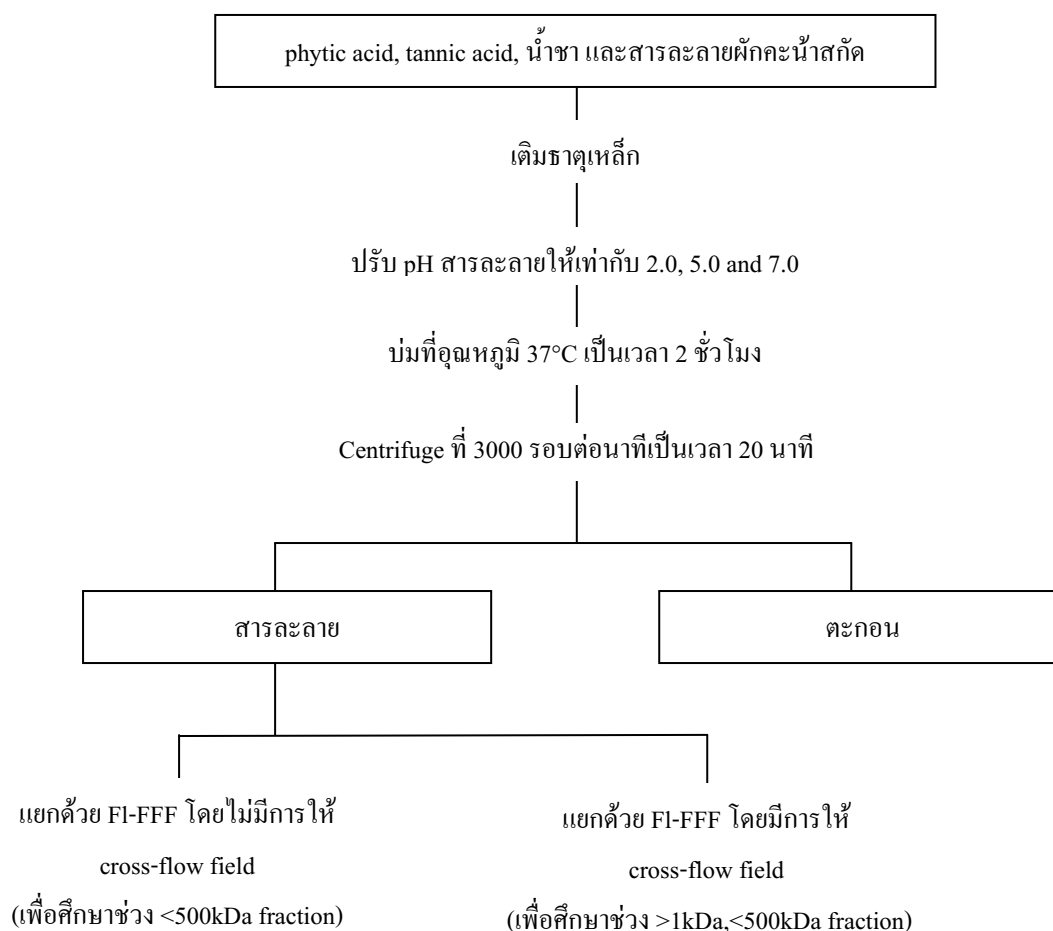 phytic acid, tannic acid, น้ำชา และสารละลายผักคะน้าสกัด
เติมธาตุเหล็ก
ปรับ pH สารละลายให้เท่ากับ 2.0, 5.0 and 7.0
บ่มที่อุณหภูมิ 37°C เป็นเวลา 2 ชั่วโมง
Centrifuge ที่ 3000 รอบต่อนาทีเป็นเวลา 20 นาที
สารละลาย
ตะกอน
แยกด้วย Fl-FFF โดยไม่มีการให้
cross-flow field
(เพื่อศึกษาช่วง <500kDa fraction)
แยกด้วย Fl-FFF โดยมีการให้
cross-flow field
(เพื่อศึกษาช่วง >1kDa,<500kDa fraction)